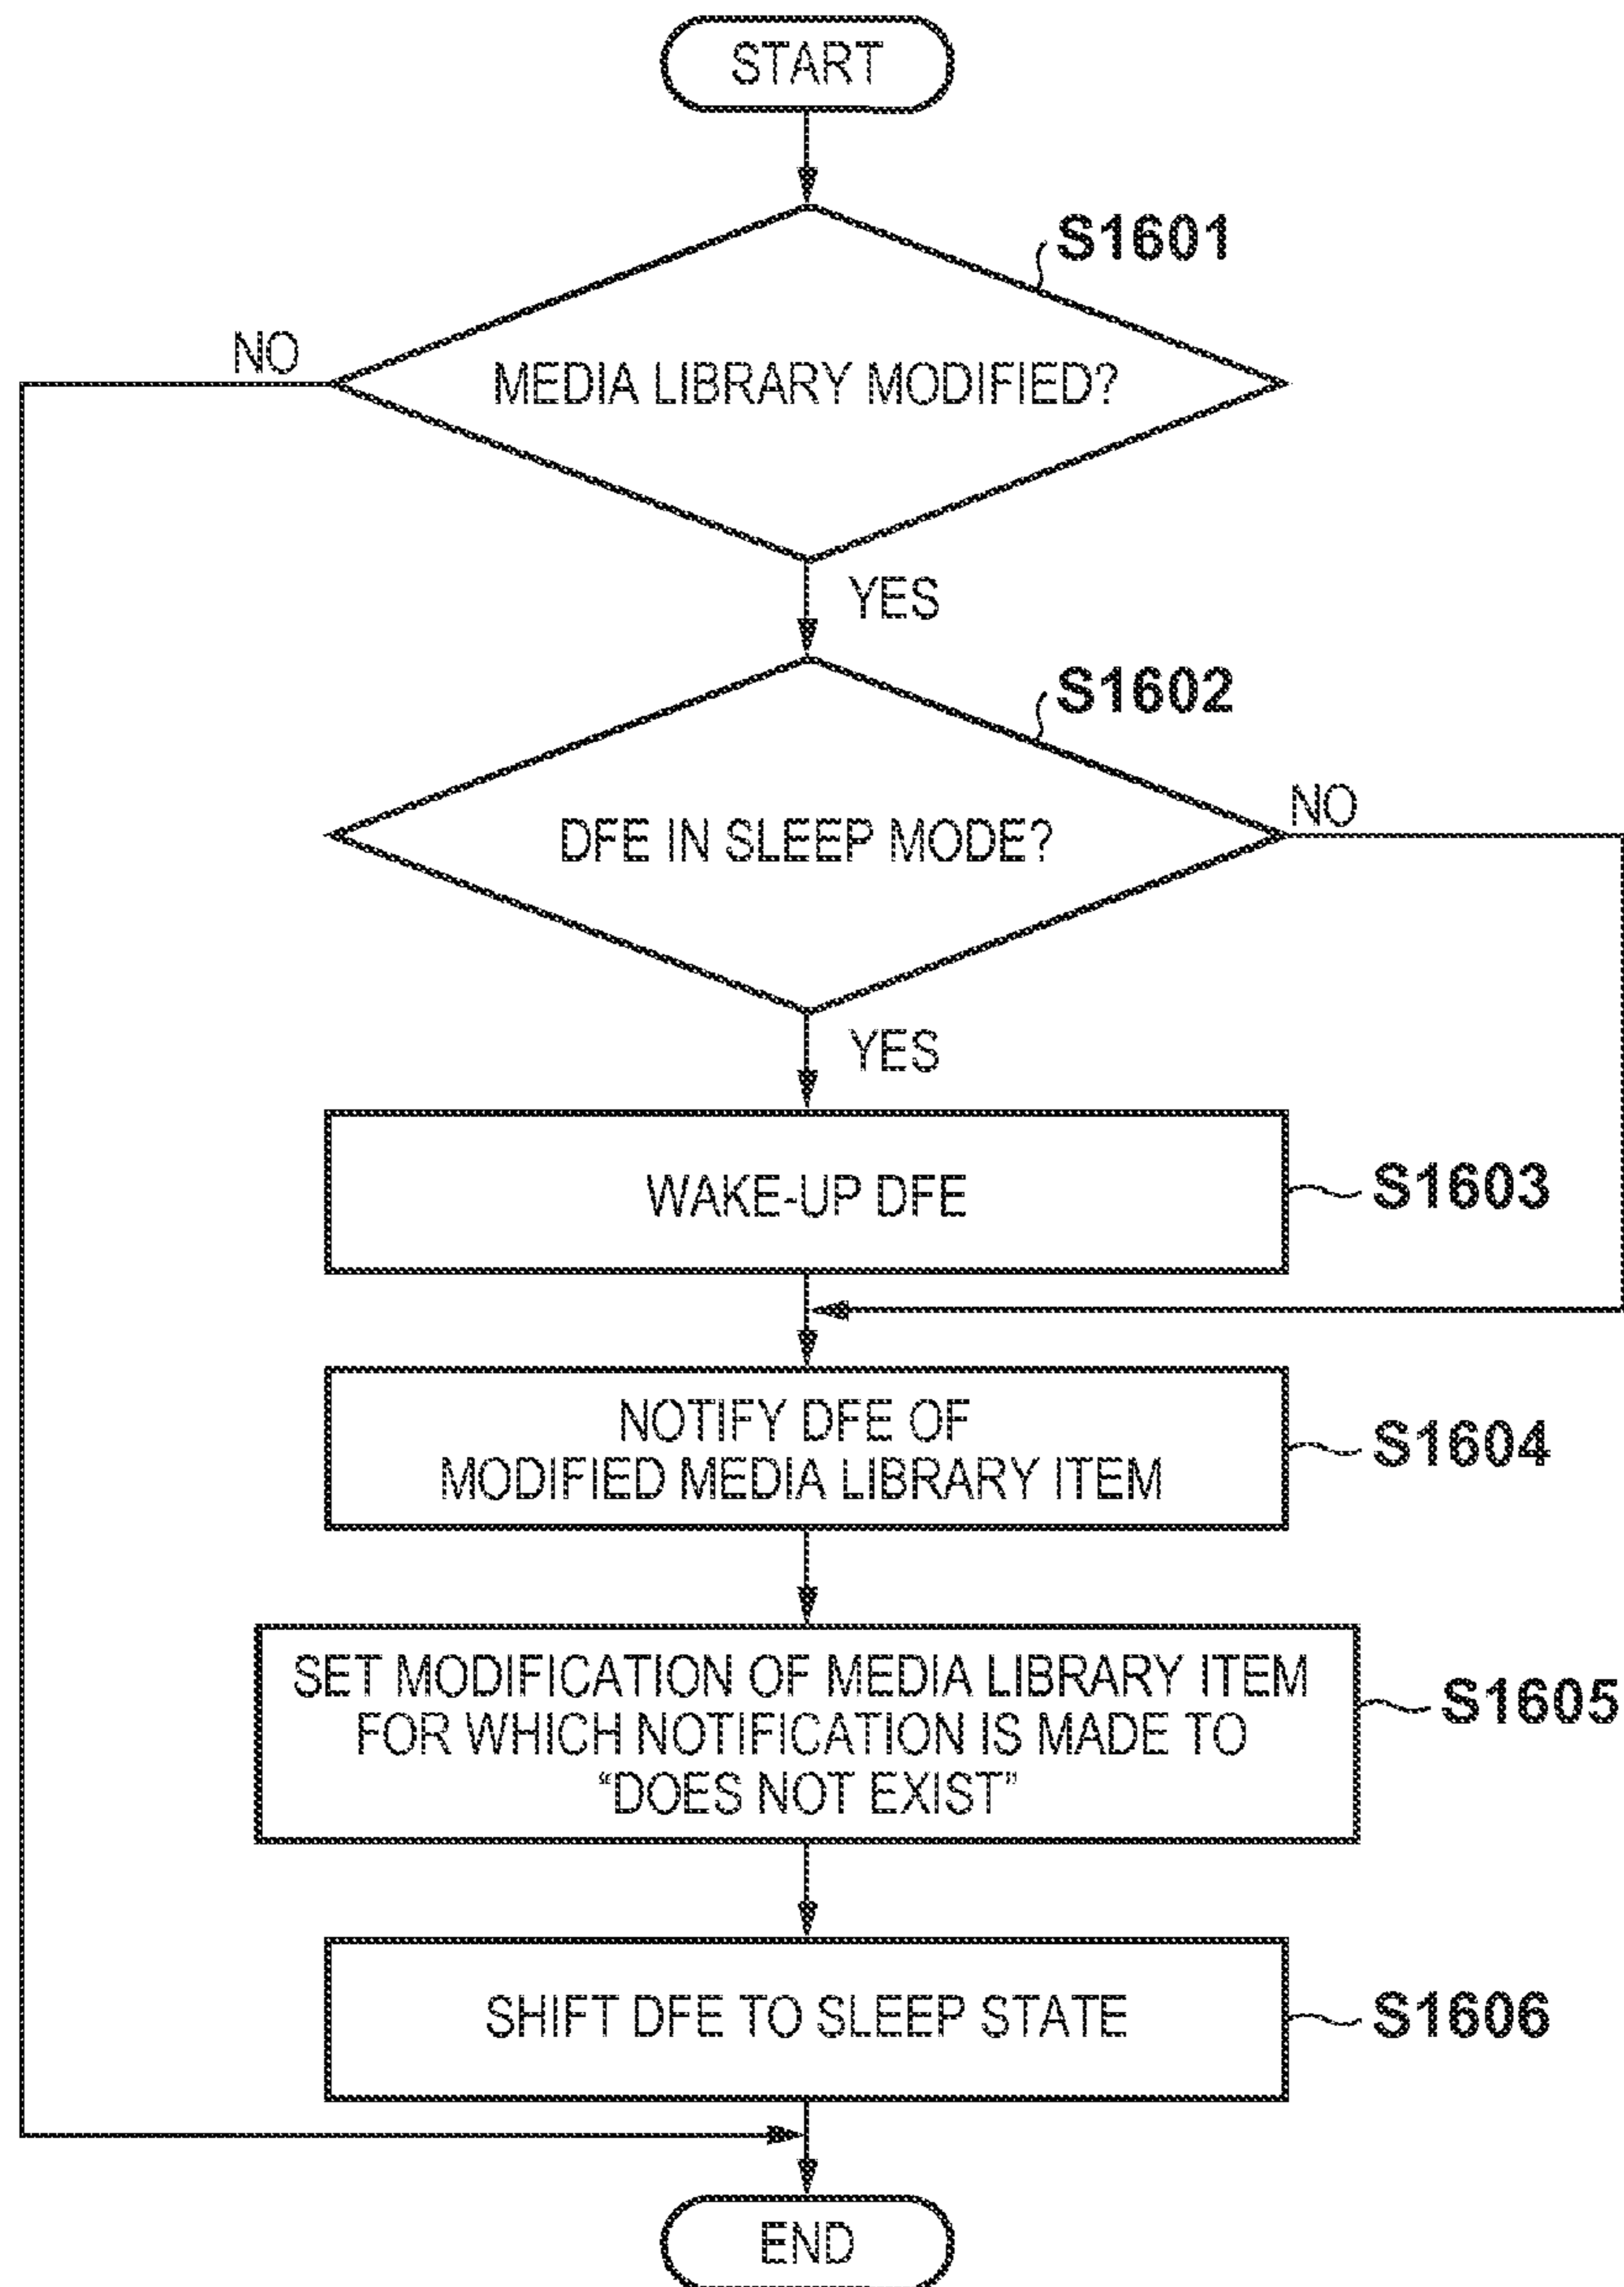 START
S1601
NO
MEDIA LIBRARY MODIFIED?
YES
S1602
NO
DFE IN SLEEP MODE?
YES
WAKE-UP DFE
S1603
NOTIFY DFE OF
MODIFIED MEDIA LIBRARY ITEM
S1604
SET MODIFICATION OF MEDIA LIBRARY ITEM
FOR WHICH NOTIFICATION IS MADE TO
“DOES NOT EXIST”
S1605
SHIFT DFE TO SLEEP STATE
S1606
END